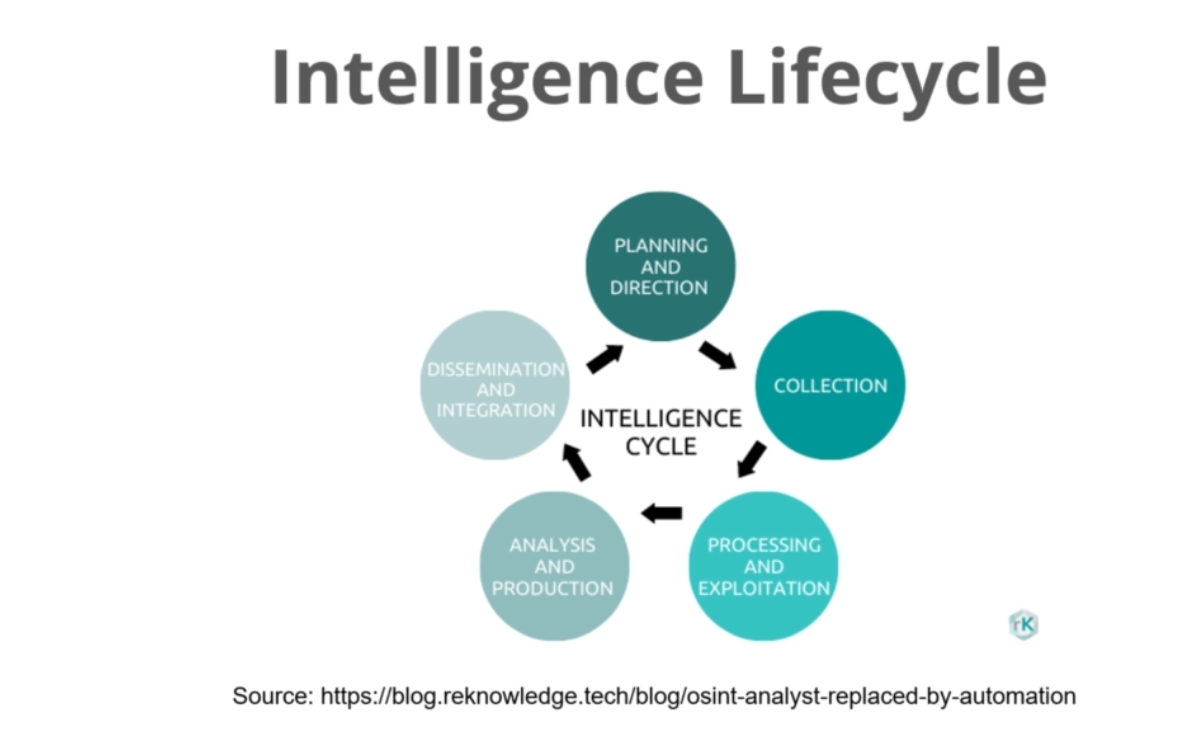 Intelligence Lifecycle
PLANNING
AND
DIRECTION
COLLECTION
PROCESSING
AND
EXPLOITATION
ANALYSIS
AND
PRODUCTION
DISSEMINATION
AND
INTEGRATION
INTELLIGENCE
CYCLE
rK
Source: https://blog.reknowledge.tech/blog/osint-analyst-replaced-by-automation